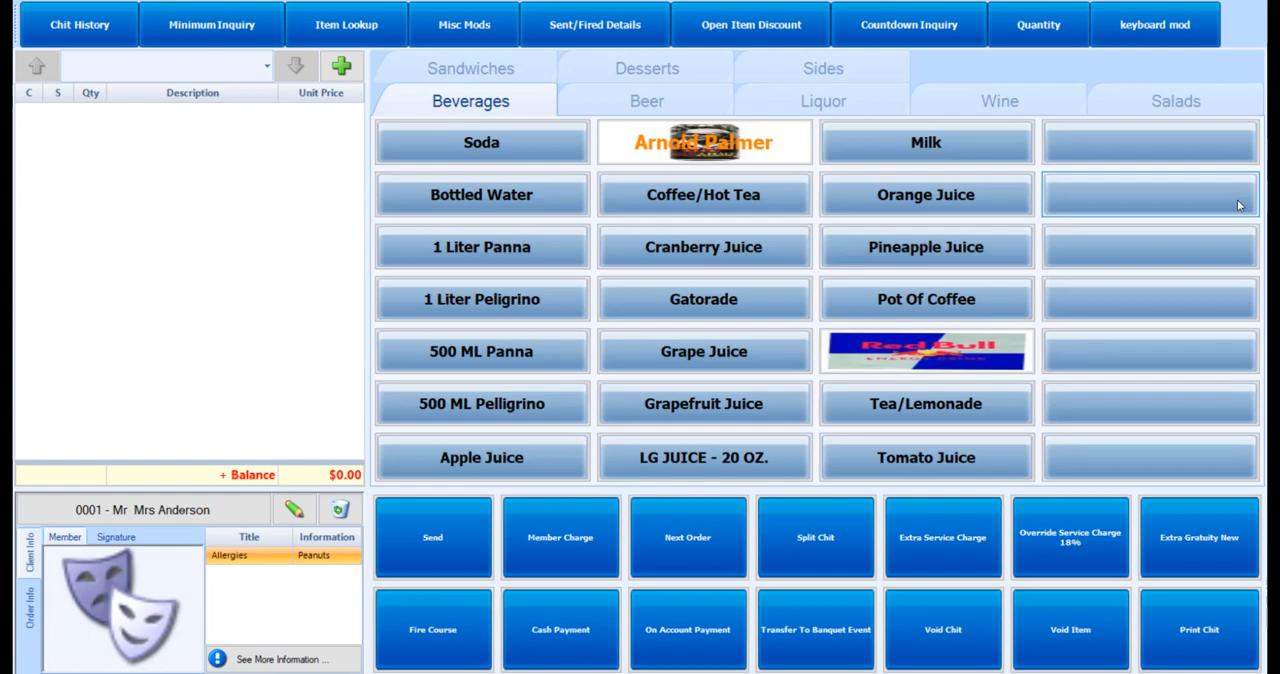 Chit History Minimum Inquiry Item Lookup Misc Mods Sent/Fired Details Open Item Discount Countdown Inquiry Quantity keyboard mod
Sandwiches Desserts Sides
C S Qty Description Unit Price
Beverages Beer Liquor Wine Salads
Soda Arnold Palmer Milk
Bottled Water Coffee/Hot Tea Orange Juice
1 Liter Panna Cranberry Juice Pineapple Juice
1 Liter Peligrino Gatorade Pot Of Coffee
500 ML Panna Grape Juice Red Bull
ENERGY DRINK
500 ML Pelligrino Grapefruit Juice Tea/Lemonade
Apple Juice LG JUICE - 20 OZ. Tomato Juice
+ Balance $0.00
0001 - Mr Mrs Anderson
Client Info
Order Info
Member Signature Title Information
Allergies Peanuts
See More Information ...
Send Member Charge Next Order Split Chit Extra Service Charge Override Service Charge
18%
Extra Gratuity New
Fire Course Cash Payment On Account Payment Transfer To Banquet Event Void Chit Void Item Print Chit